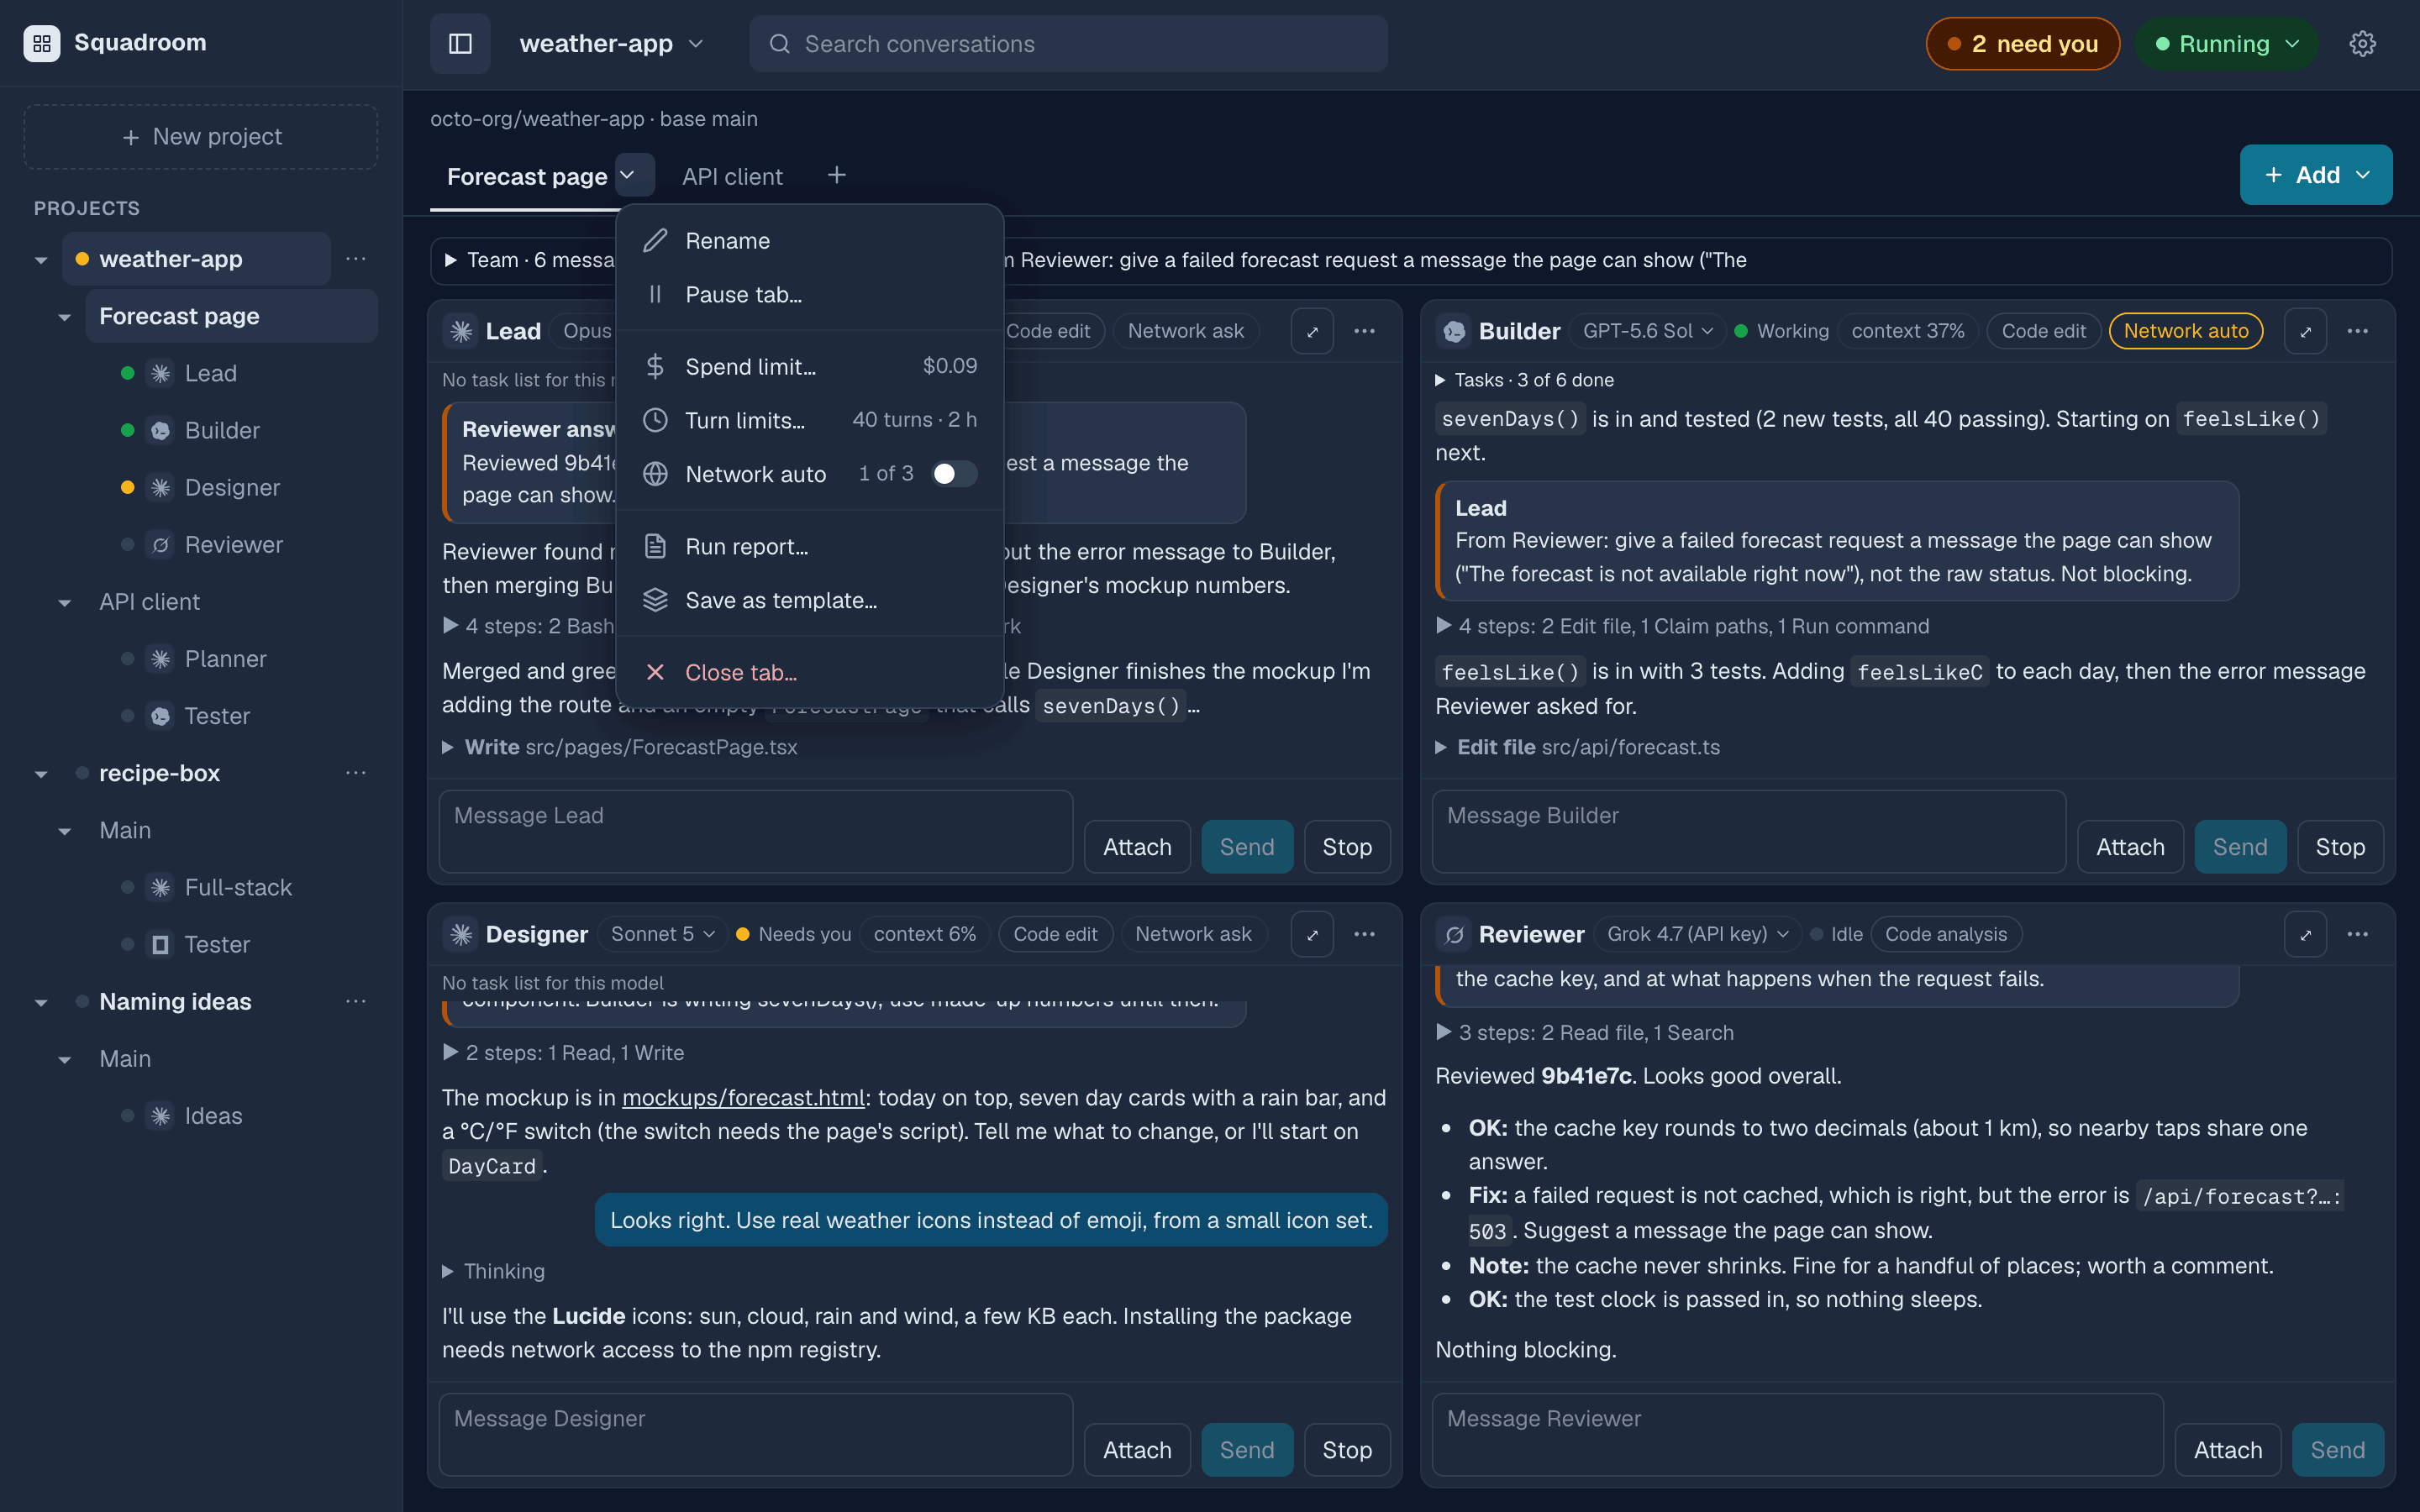 Squadroom
weather-app
Search conversations
2 need you
Running
New project
PROJECTS
weather-app
Forecast page
Lead
Builder
Designer
Reviewer
API client
Planner
Tester
recipe-box
Main
Full-stack
Tester
Naming ideas
Main
Ideas
octo-org/weather-app · base main
Forecast page
API client
Add
Rename
Pause tab…
Spend limit… $0.09
Turn limits… 40 turns · 2 h
Network auto 1 of 3
Run report…
Save as template…
Close tab…
Team · 6 messa
Reviewer: give a failed forecast request a message the page can show ("The
Lead Opus Code edit Network ask
No task list for this
Reviewer
Reviewed est a message the
page can show.
Reviewer found out the error message to Builder,
then merging Designer's mockup numbers.
4 steps: 2 Bash
Merged and Designer finishes the mockup I'm
adding the route and an empty ForecastPage that calls sevenDays()…
Write src/pages/ForecastPage.tsx
Message Lead
Attach Send Stop
Builder GPT-5.6 Sol Working context 37% Code edit Network auto
Tasks · 3 of 6 done
sevenDays() is in and tested (2 new tests, all 40 passing). Starting on feelsLike()
next.
Lead
From Reviewer: give a failed forecast request a message the page can show
("The forecast is not available right now"), not the raw status. Not blocking.
4 steps: 2 Edit file, 1 Claim paths, 1 Run command
feelsLike() is in with 3 tests. Adding feelsLikeC to each day, then the error message
Reviewer asked for.
Edit file src/api/forecast.ts
Message Builder
Attach Send Stop
Designer Sonnet 5 Needs you context 6% Code edit Network ask
No task list for this model
component. Builder is writing sevenDays(), use made-up numbers until then.
2 steps: 1 Read, 1 Write
The mockup is in mockups/forecast.html: today on top, seven day cards with a rain bar, and
a °C/°F switch (the switch needs the page's script). Tell me what to change, or I'll start on
DayCard.
Looks right. Use real weather icons instead of emoji, from a small icon set.
Thinking
I'll use the Lucide icons: sun, cloud, rain and wind, a few KB each. Installing the package
needs network access to the npm registry.
Message Designer
Attach Send Stop
Reviewer Grok 4.7 (API key) Idle Code analysis
the cache key, and at what happens when the request fails.
3 steps: 2 Read file, 1 Search
Reviewed 9b41e7c. Looks good overall.
• OK: the cache key rounds to two decimals (about 1 km), so nearby taps share one
answer.
• Fix: a failed request is not cached, which is right, but the error is /api/forecast?…:
503. Suggest a message the page can show.
• Note: the cache never shrinks. Fine for a handful of places; worth a comment.
• OK: the test clock is passed in, so nothing sleeps.
Nothing blocking.
Message Reviewer
Attach Send